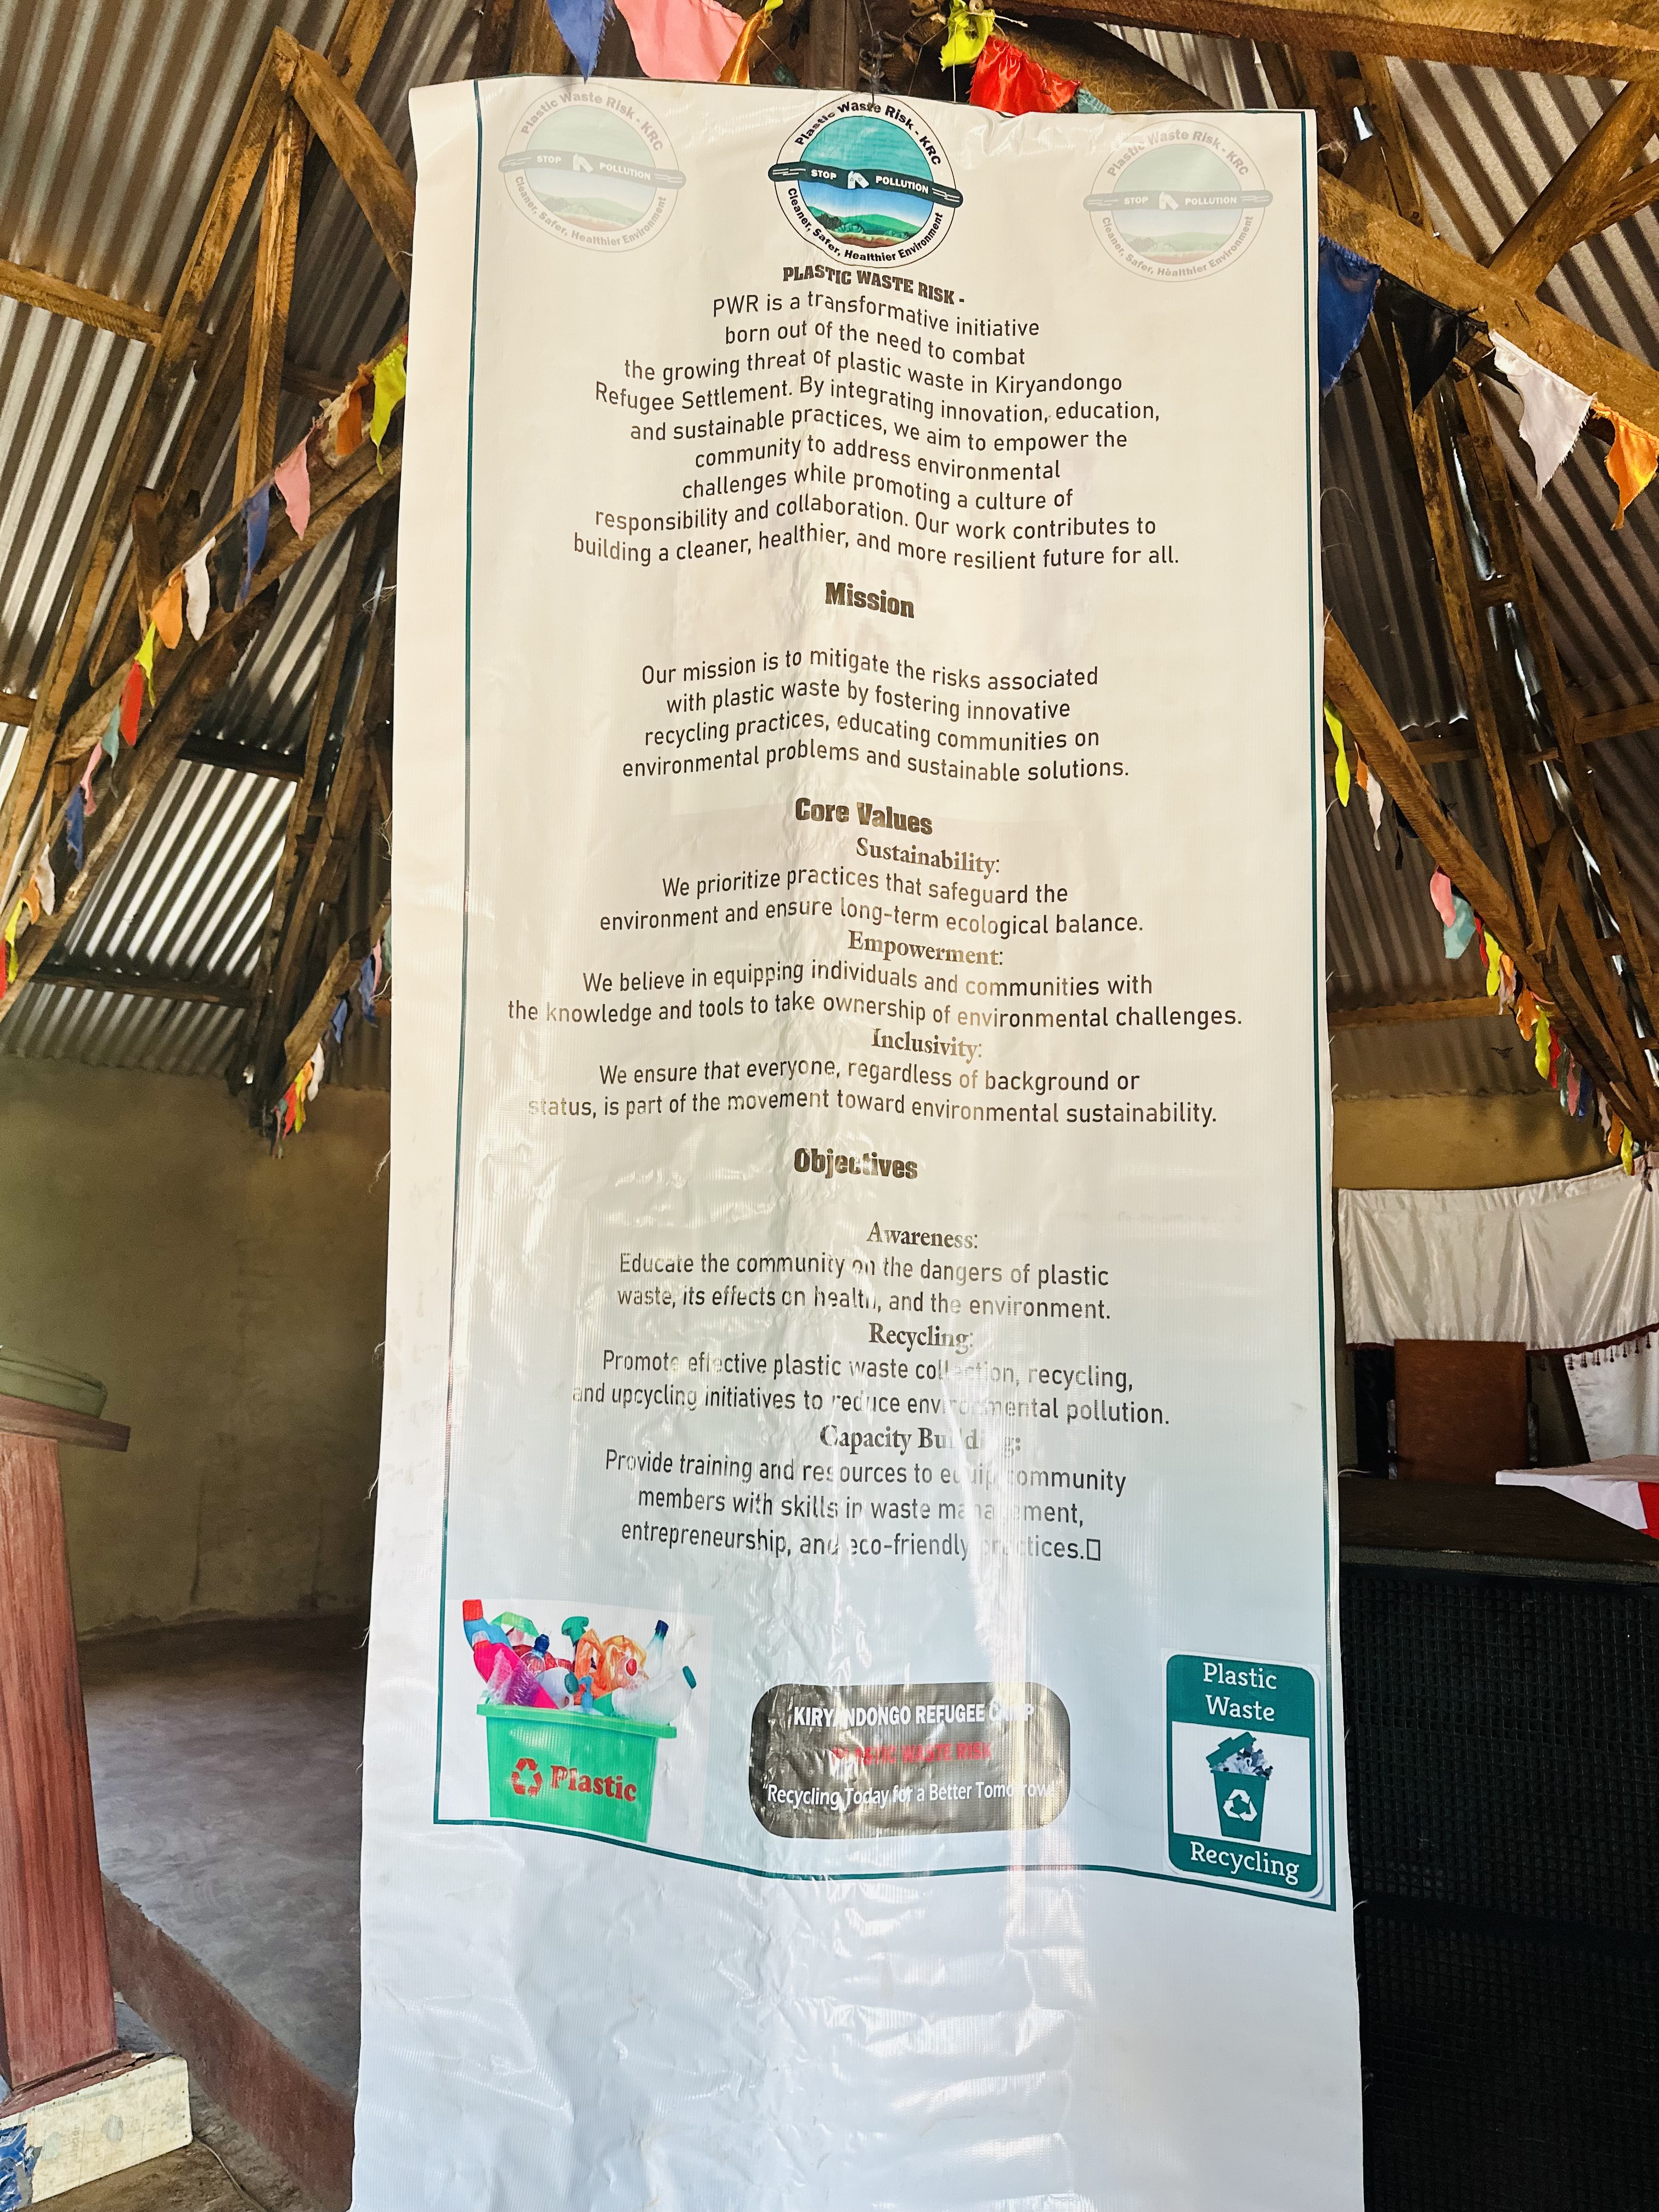 Plastic Waste Risk - KRC
STOP POLLUTION
Cleaner, Safer, Healthier Environment
Plastic Waste Risk - KRC
STOP POLLUTION
Cleaner, Safer, Healthier Environment
Plastic Waste Risk - KRC
STOP POLLUTION
Cleaner, Safer, Healthier Environment
PLASTIC WASTE RISK -
PWR is a transformative initiative
born out of the need to combat
the growing threat of plastic waste in Kiryandongo
Refugee Settlement. By integrating innovation, education,
and sustainable practices, we aim to empower the
community to address environmental
challenges while promoting a culture of
responsibility and collaboration. Our work contributes to
building a cleaner, healthier, and more resilient future for all.
Mission
Our mission is to mitigate the risks associated
with plastic waste by fostering innovative
recycling practices, educating communities on
environmental problems and sustainable solutions.
Core Values
Sustainability:
We prioritize practices that safeguard the
environment and ensure long-term ecological balance.
Empowerment:
We believe in equipping individuals and communities with
the knowledge and tools to take ownership of environmental challenges.
Inclusivity:
We ensure that everyone, regardless of background or
status, is part of the movement toward environmental sustainability.
Objectives
Awareness:
Educate the community on the dangers of plastic
waste, its effects on health, and the environment.
Recycling:
Promote effective plastic waste collection, recycling,
and upcycling initiatives to reduce environmental pollution.
Capacity Building:
Provide training and resources to equip community
members with skills in waste management,
entrepreneurship, and eco-friendly practices.
Plastic
KIRYANDONGO REFUGEE CAMP
PLASTIC WASTE RISK
"Recycling Today for a Better Tomorrow"
Plastic
Waste
Recycling